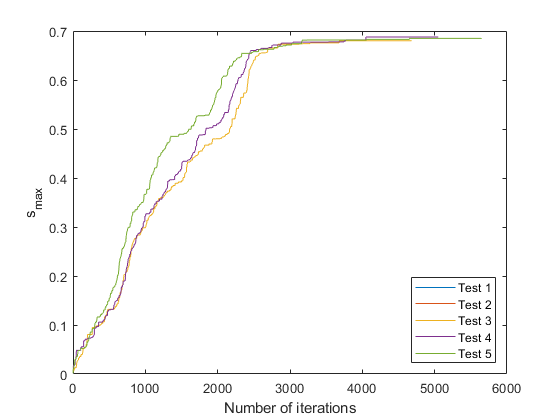 0.7
0.6
0.5
0.4
0.3
0.2
0.1
0
s_max
0 1000 2000 3000 4000 5000 6000
Number of iterations
Test 1
Test 2
Test 3
Test 4
Test 5